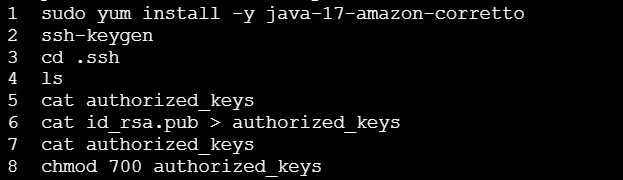 1 sudo yum install -y java-17-amazon-corretto
2 ssh-keygen
3 cd .ssh
4 ls
5 cat authorized_keys
6 cat id_rsa.pub > authorized_keys
7 cat authorized_keys
8 chmod 700 authorized_keys